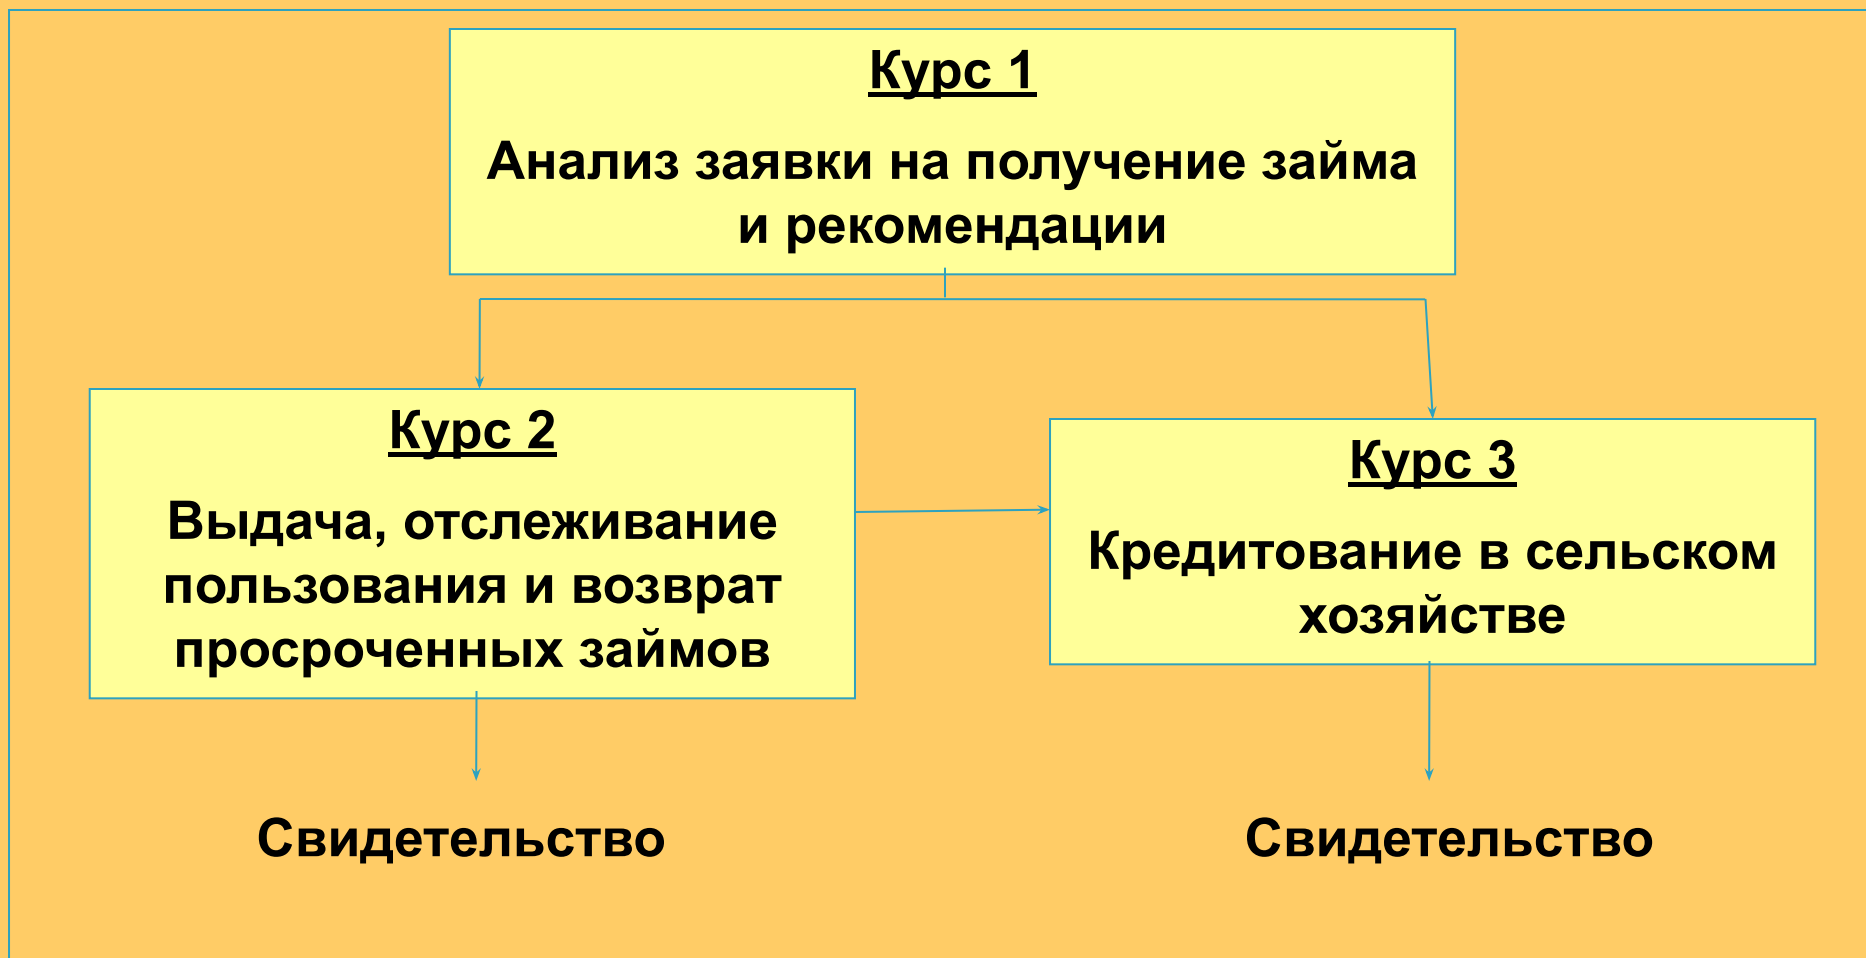 Курс 1
Анализ заявки на получение займа
и рекомендации
Курс 2
Выдача, отслеживание
пользования и возврат
просроченных займов
Курс 3
Кредитование в сельском
хозяйстве
Свидетельство
Свидетельство